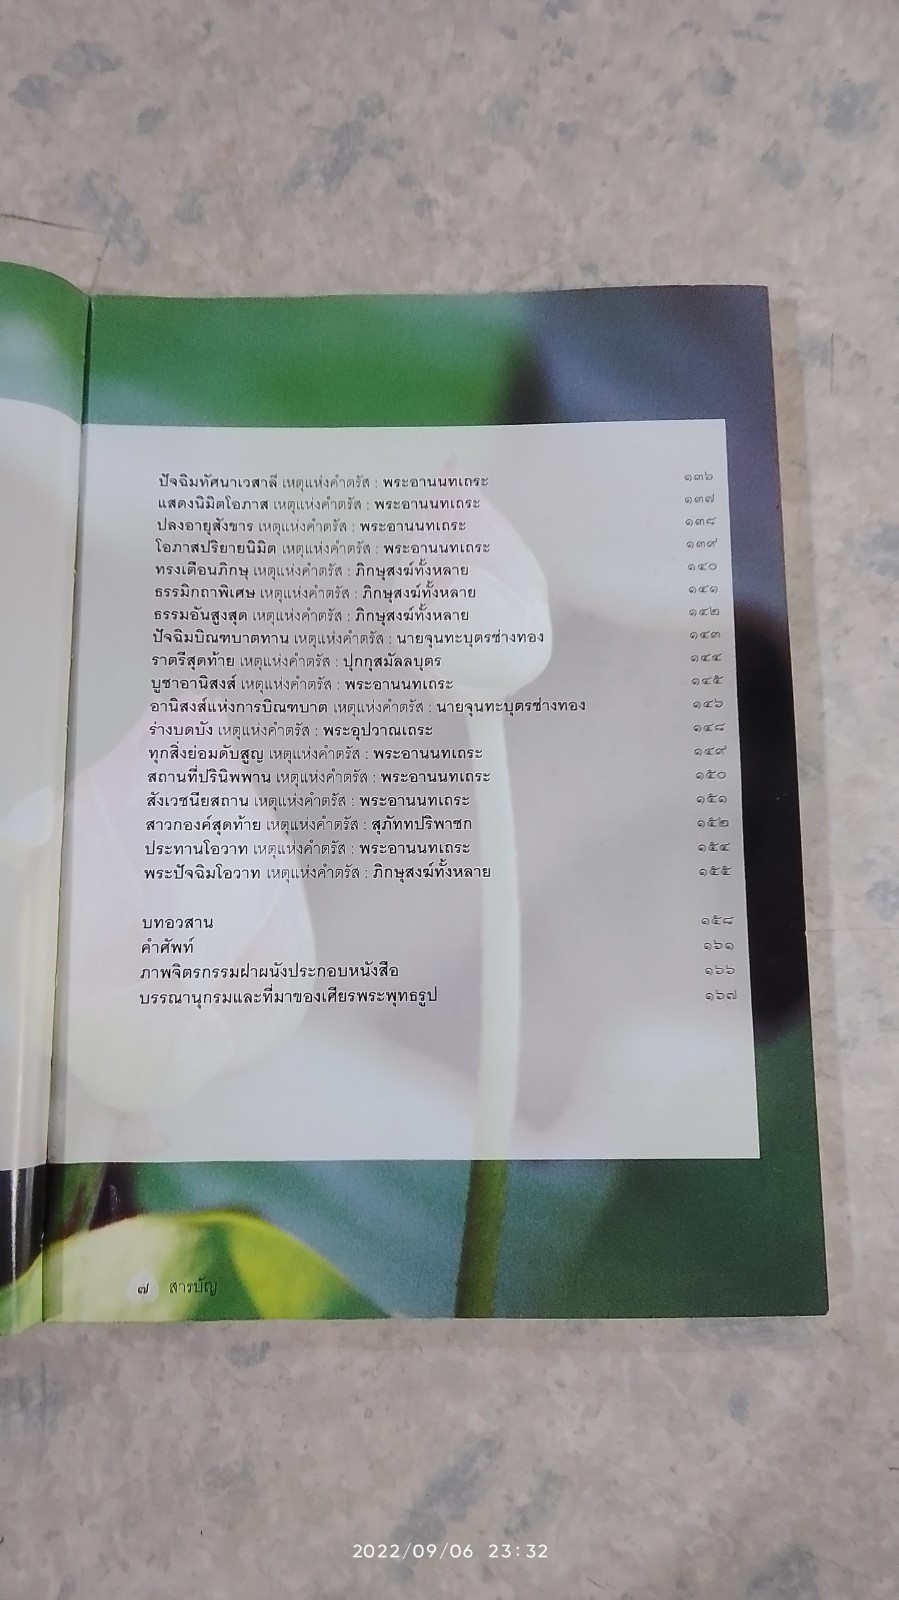 ปัจฉิมทัศนาเวสาลี เหตุแห่งคำตรัส : พระอานนทเถระ ๑๓๖
แสดงนิมิตโอภาส เหตุแห่งคำตรัส : พระอานนทเถระ ๑๓๗
ปลงอายุสังขาร เหตุแห่งคำตรัส : พระอานนทเถระ ๑๓๘
โอภาสปริยายนิมิต เหตุแห่งคำตรัส : พระอานนทเถระ ๑๓๙
ทรงเตือนภิกษุ เหตุแห่งคำตรัส : ภิกษุสงฆ์ทั้งหลาย ๑๔๐
ธรรมิกถาพิเศษ เหตุแห่งคำตรัส : ภิกษุสงฆ์ทั้งหลาย ๑๔๑
ธรรมอันสูงสุด เหตุแห่งคำตรัส : ภิกษุสงฆ์ทั้งหลาย ๑๔๒
ปัจฉิมบิณฑบาตทาน เหตุแห่งคำตรัส : นายจุนทะบุตรช่างทอง ๑๔๓
ราตรีสุดท้าย เหตุแห่งคำตรัส : ปุกกุสมัลลบุตร ๑๔๔
บูชาอานิสงส์ เหตุแห่งคำตรัส : พระอานนทเถระ ๑๔๕
อานิสงส์แห่งการบิณฑบาต เหตุแห่งคำตรัส : นายจุนทะบุตรช่างทอง ๑๔๖
ร่างบดบัง เหตุแห่งคำตรัส : พระอุปวาณเถระ ๑๔๘
ทุกสิ่งย่อมดับสูญ เหตุแห่งคำตรัส : พระอานนทเถระ ๑๔๙
สถานที่ปรินิพพาน เหตุแห่งคำตรัส : พระอานนทเถระ ๑๕๐
สังเวชนียสถาน เหตุแห่งคำตรัส : พระอานนทเถระ ๑๕๑
สาวกองค์สุดท้าย เหตุแห่งคำตรัส : สุภัททปริพาชก ๑๕๒
ประทานโอวาท เหตุแห่งคำตรัส : พระอานนทเถระ ๑๕๔
พระปัจฉิมโอวาท เหตุแห่งคำตรัส : ภิกษุสงฆ์ทั้งหลาย ๑๕๕
บทอวสาน ๑๕๘
คำศัพท์ ๑๖๑
ภาพจิตรกรรมฝาผนังประกอบหนังสือ ๑๖๖
บรรณานุกรมและที่มาของเศียรพระพุทธรูป ๑๖๗
๗ สารบัญ
2022/09/06 23:32